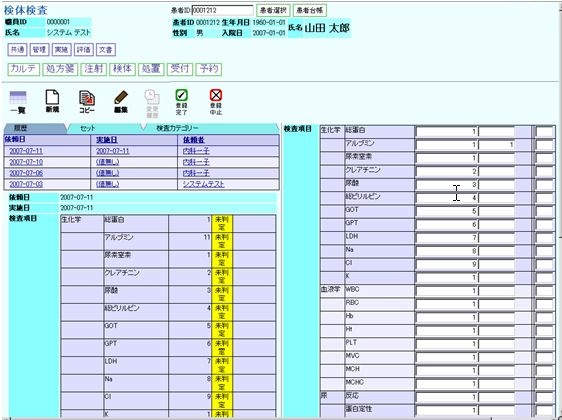 検体検査
患者ID 0001212 患者選択 患者台帳
職員ID 0000001
氏名 システム テスト
患者ID 0001212 生年月日 1960-01-01
性別 男 入院日 2007-01-01
氏名 山田 太郎
共通 管理 実施 評価 文書
カルテ 処方箋 注射 検体 処置 受付 予約
一覧 新規 コピー 編集 変更履歴 登録完了 登録中止
履歴 セット 検査カテゴリー
依頼日 実施日 依頼者
2007-07-11 2007-07-11 内科一子
2007-07-10 (値無し) 内科一子
2007-07-06 (値無し) 内科一子
2007-07-03 (値無し) システムテスト
依頼日 2007-07-11
実施日 2007-07-11
検査項目 生化学 総蛋白 1 未判定
アルブミン 11 未判定
尿素窒素 1 未判定
クレアチニン 2 未判定
尿酸 3 未判定
総ビリルビン 4 未判定
GOT 5 未判定
GPT 6 未判定
LDH 7 未判定
Na 8 未判定
Cl 9 未判定
K 1 未判定
検査項目 生化学 総蛋白 1
アルブミン 1 1
尿素窒素 1
クレアチニン 2
尿酸 3
総ビリルビン 4
GOT 5
GPT 6
LDH 7
Na 8
Cl 9
K 1
血液学 WBC 1
RBC 1
Hb 1
Ht 1
PLT 1
MVC 1
MCH 1
MCHC 1
尿 反応 1
蛋白定性 1